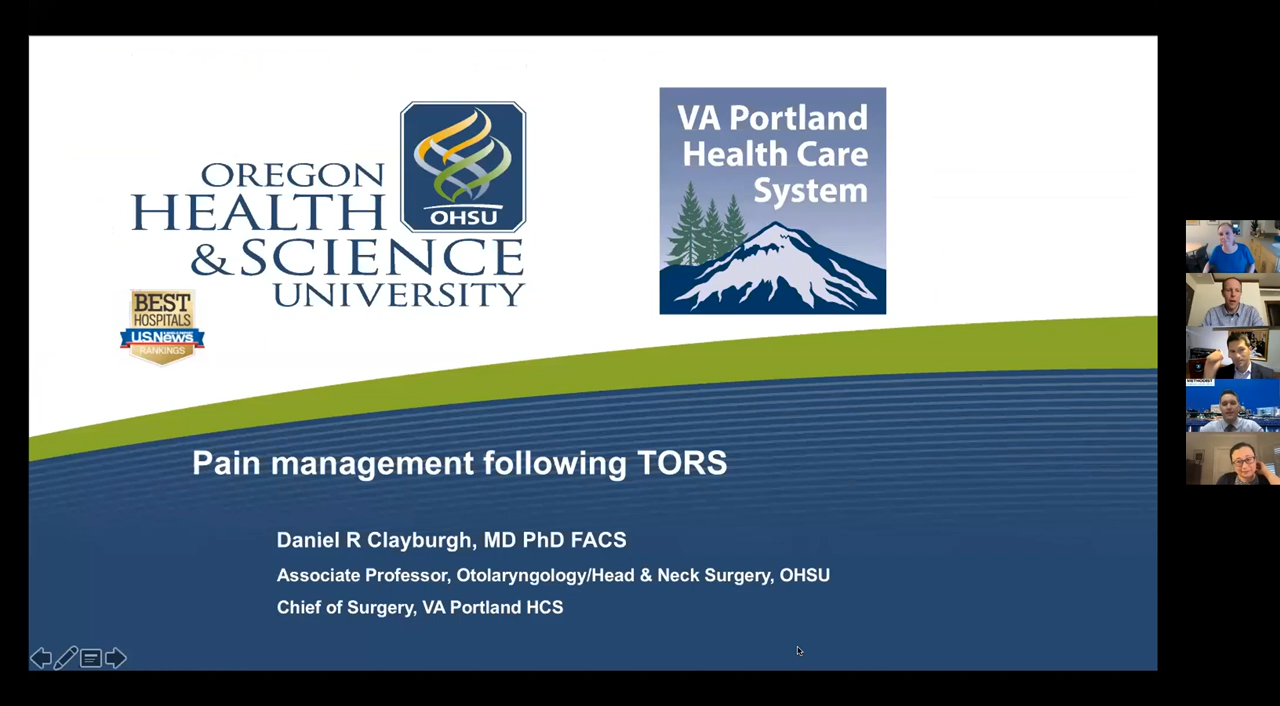 OREGON
HEALTH
& SCIENCE
UNIVERSITY
OHSU
BEST
HOSPITALS
U.S.News
RANKINGS
VA Portland
Health Care
System
Pain management following TORS
Daniel R Clayburgh, MD PhD FACS
Associate Professor, Otolaryngology/Head & Neck Surgery, OHSU
Chief of Surgery, VA Portland HCS
METHODIST